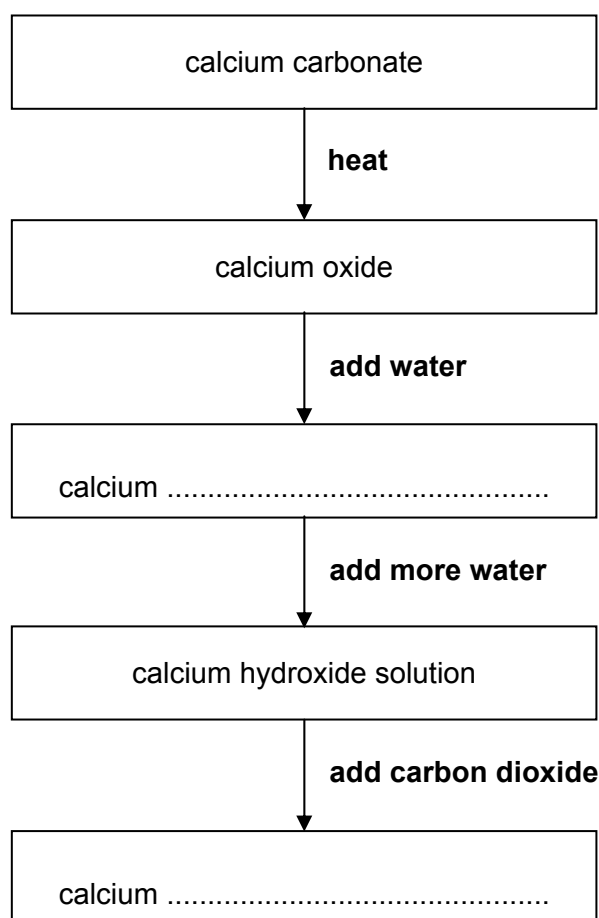 calcium carbonate
heat
calcium oxide
add water
calcium ...............................................
add more water
calcium hydroxide solution
add carbon dioxide
calcium ...............................................